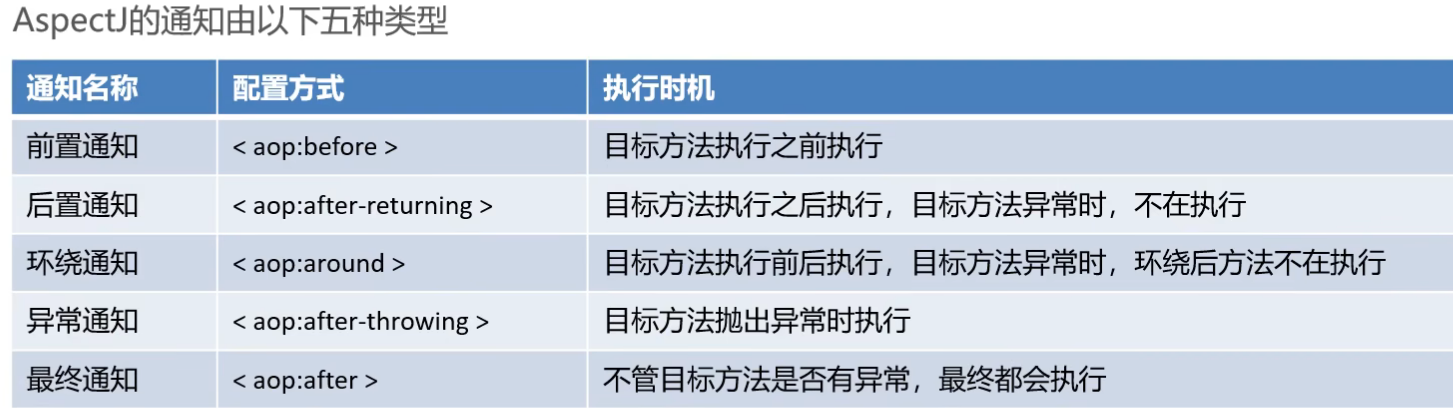 AspectJ的通知由以下五种类型
通知名称 配置方式 执行时机
前置通知 < aop:before > 目标方法执行之前执行
后置通知 < aop:after-returning > 目标方法执行之后执行，目标方法异常时，不在执行
环绕通知 < aop:around > 目标方法执行前后执行，目标方法异常时，环绕后方法不在执行
异常通知 < aop:after-throwing > 目标方法抛出异常时执行
最终通知 < aop:after > 不管目标方法是否有异常，最终都会执行